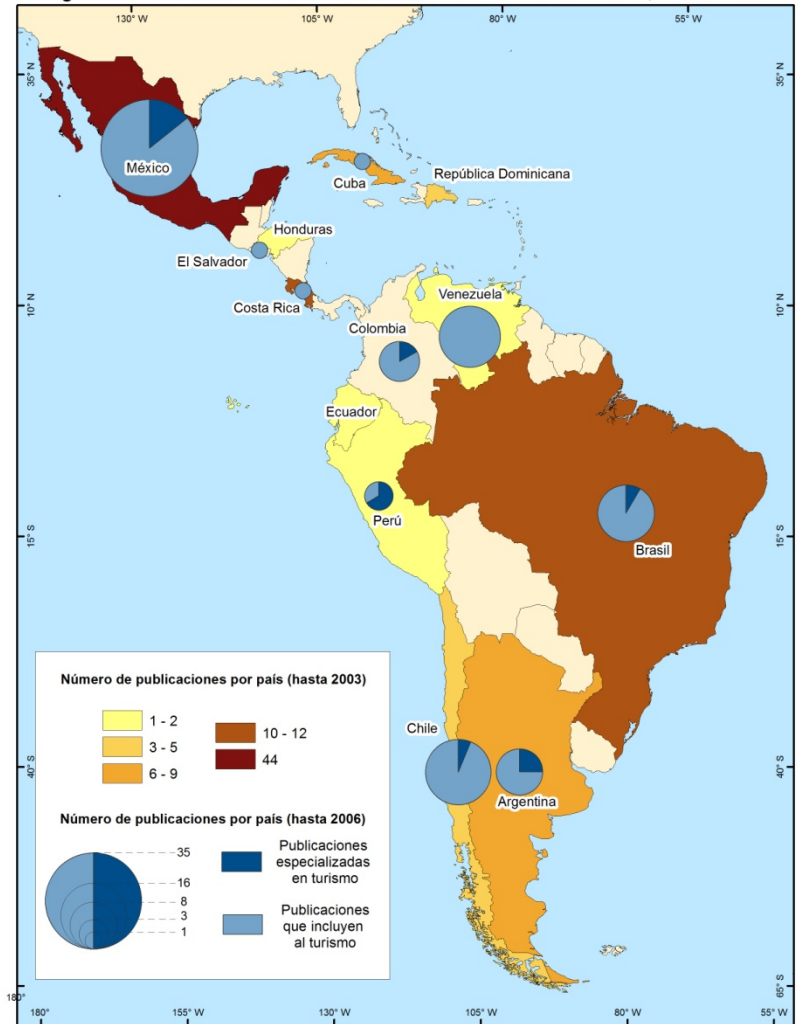 130° W 105° W 80° W 55° W
35° N
35° N
México
Cuba
República Dominicana
Honduras
El Salvador
Costa Rica
Venezuela
10° N
10° N
Colombia
Ecuador
Perú
Brasil
15° S
15° S
Chile
Argentina
40° S
40° S
65° S
Número de publicaciones por país (hasta 2003)
1 - 2
3 - 5
6 - 9
10 - 12
44
Número de publicaciones por país (hasta 2006)
35
16
8
3
1
Publicaciones
especializadas
en turismo
Publicaciones
que incluyen
al turismo
180°
180° 155° W 130° W 105° W 80° W 55° W